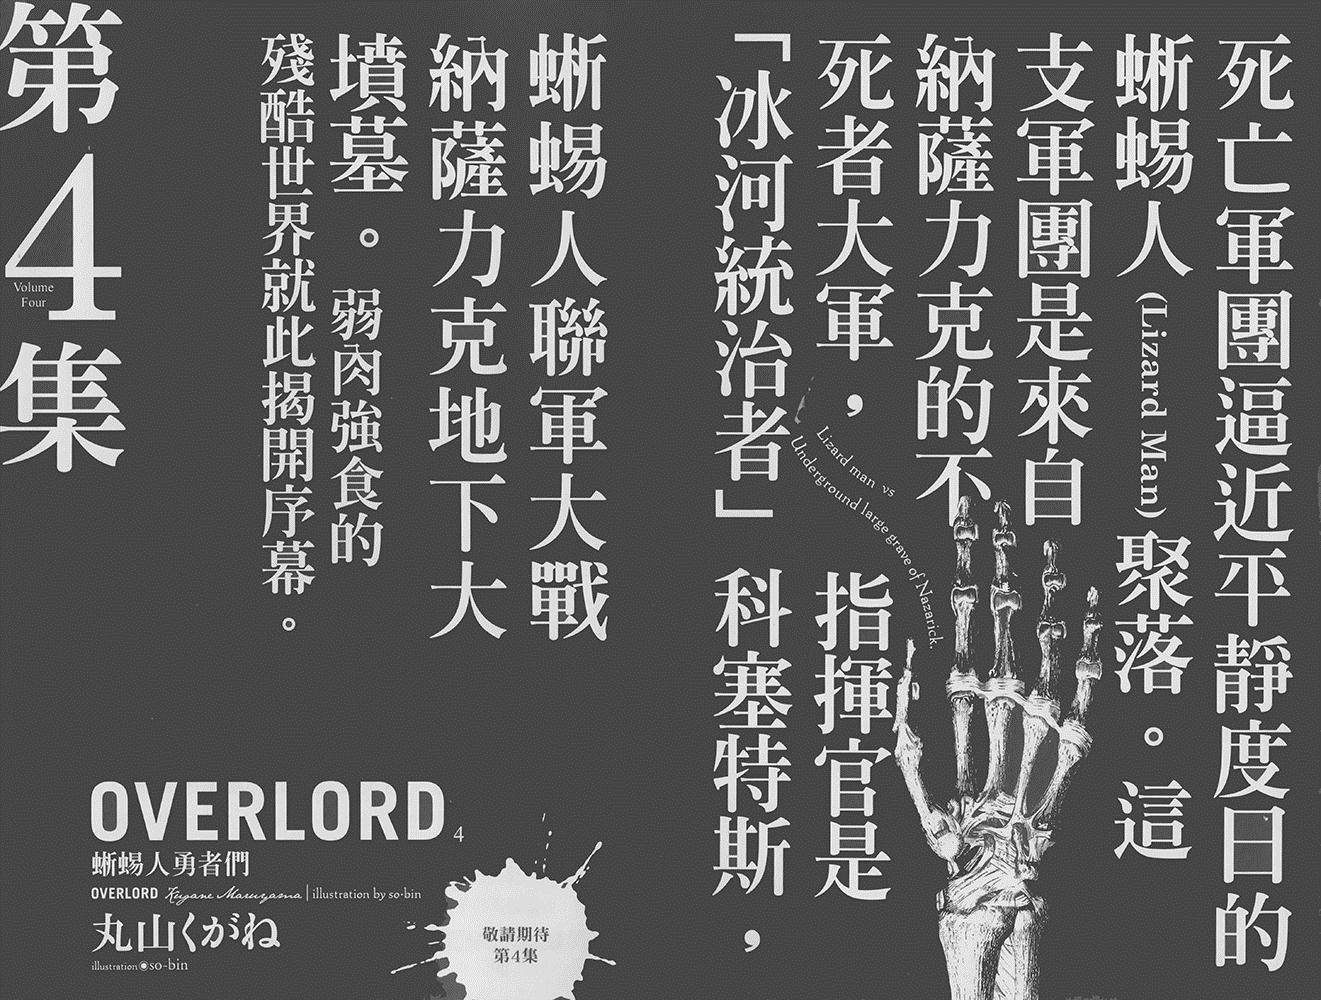 死亡軍團逼近平靜度日的
蜥蜴人(Lizard Man)聚落。這
支軍團是來自
納薩力克的不
死者大軍，指揮官是
「冰河統治者」科塞特斯，
Lizard man vs
Underground large grave of Nazarick.
蜥蜴人聯軍大戰
納薩力克地下大
墳墓。弱肉強食的
殘酷世界就此揭開序幕。
第4集
Volume
Four
OVERLORD 4
蜥蜴人勇者們
OVERLORD Kugane Maruyama | illustration by so-bin
丸山くがね
illustration◉so-bin
敬請期待
第4集